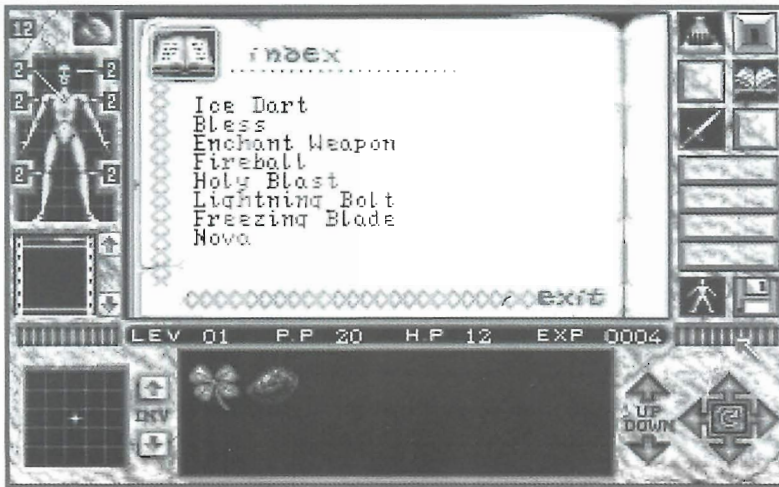 12
index
2 2
2 2
2 2
Ice Dart
Bless
Enchant Weapon
Fireball
Holy Blast
Lightning Bolt
Freezing Blade
Nova
exit
LEV 01 P.P 20 H.P 12 EXP 0004
INV
UP
DOWN